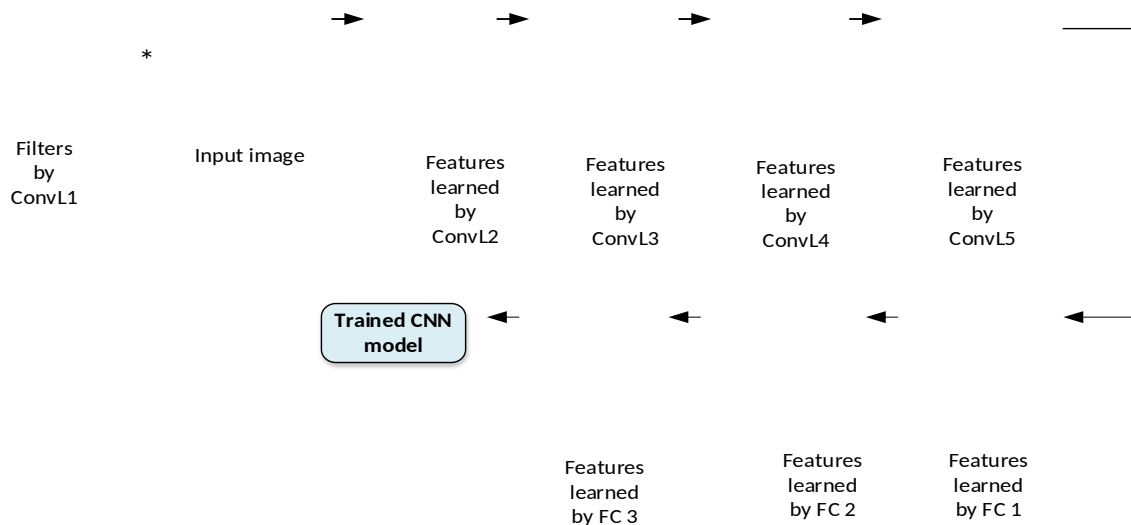 *
Filters
by
ConvL1
Input image
Features
learned
by
ConvL2
Features
learned
by
ConvL3
Features
learned
by
ConvL4
Features
learned
by
ConvL5
Trained CNN
model
Features
learned
by FC 3
Features
learned
by FC 2
Features
learned
by FC 1